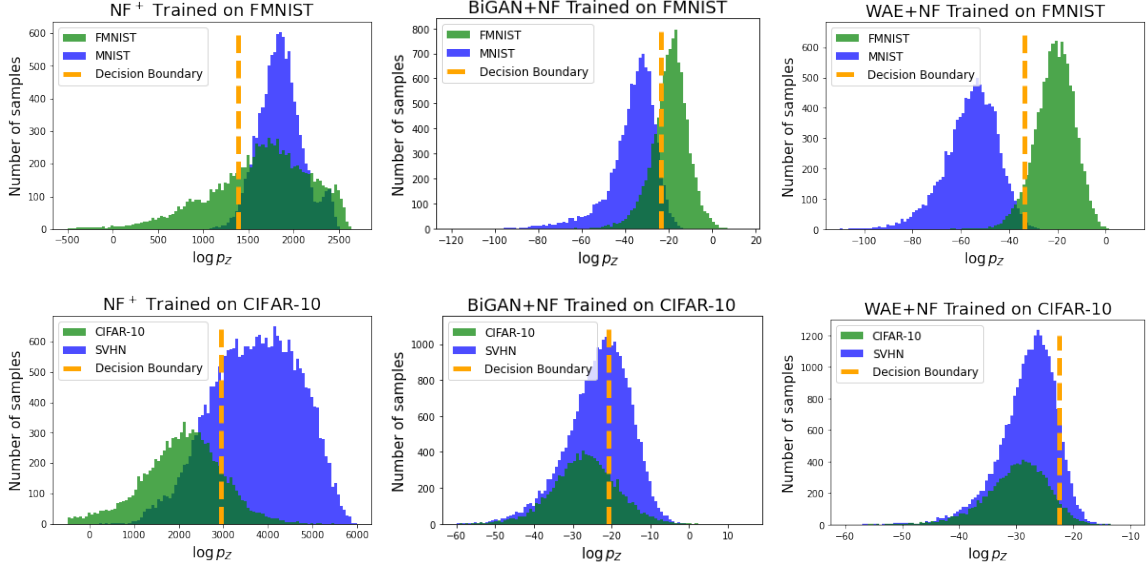 NF⁺ Trained on FMNIST
FMNIST
MNIST
Decision Boundary
Number of samples
600
500
400
300
200
100
0
-500 0 500 1000 1500 2000 2500
log p_Z
BiGAN+NF Trained on FMNIST
FMNIST
MNIST
Decision Boundary
Number of samples
800
700
600
500
400
300
200
100
0
-120 -100 -80 -60 -40 -20 0 20
log p_Z
WAE+NF Trained on FMNIST
FMNIST
MNIST
Decision Boundary
Number of samples
600
500
400
300
200
100
0
-100 -80 -60 -40 -20 0
log p_Z
NF⁺ Trained on CIFAR-10
CIFAR-10
SVHN
Decision Boundary
Number of samples
600
500
400
300
200
100
0
0 1000 2000 3000 4000 5000 6000
log p_Z
BiGAN+NF Trained on CIFAR-10
CIFAR-10
SVHN
Decision Boundary
Number of samples
1000
800
600
400
200
0
-60 -50 -40 -30 -20 -10 0 10
log p_Z
WAE+NF Trained on CIFAR-10
CIFAR-10
SVHN
Decision Boundary
Number of samples
1200
1000
800
600
400
200
0
-60 -50 -40 -30 -20 -10
log p_Z